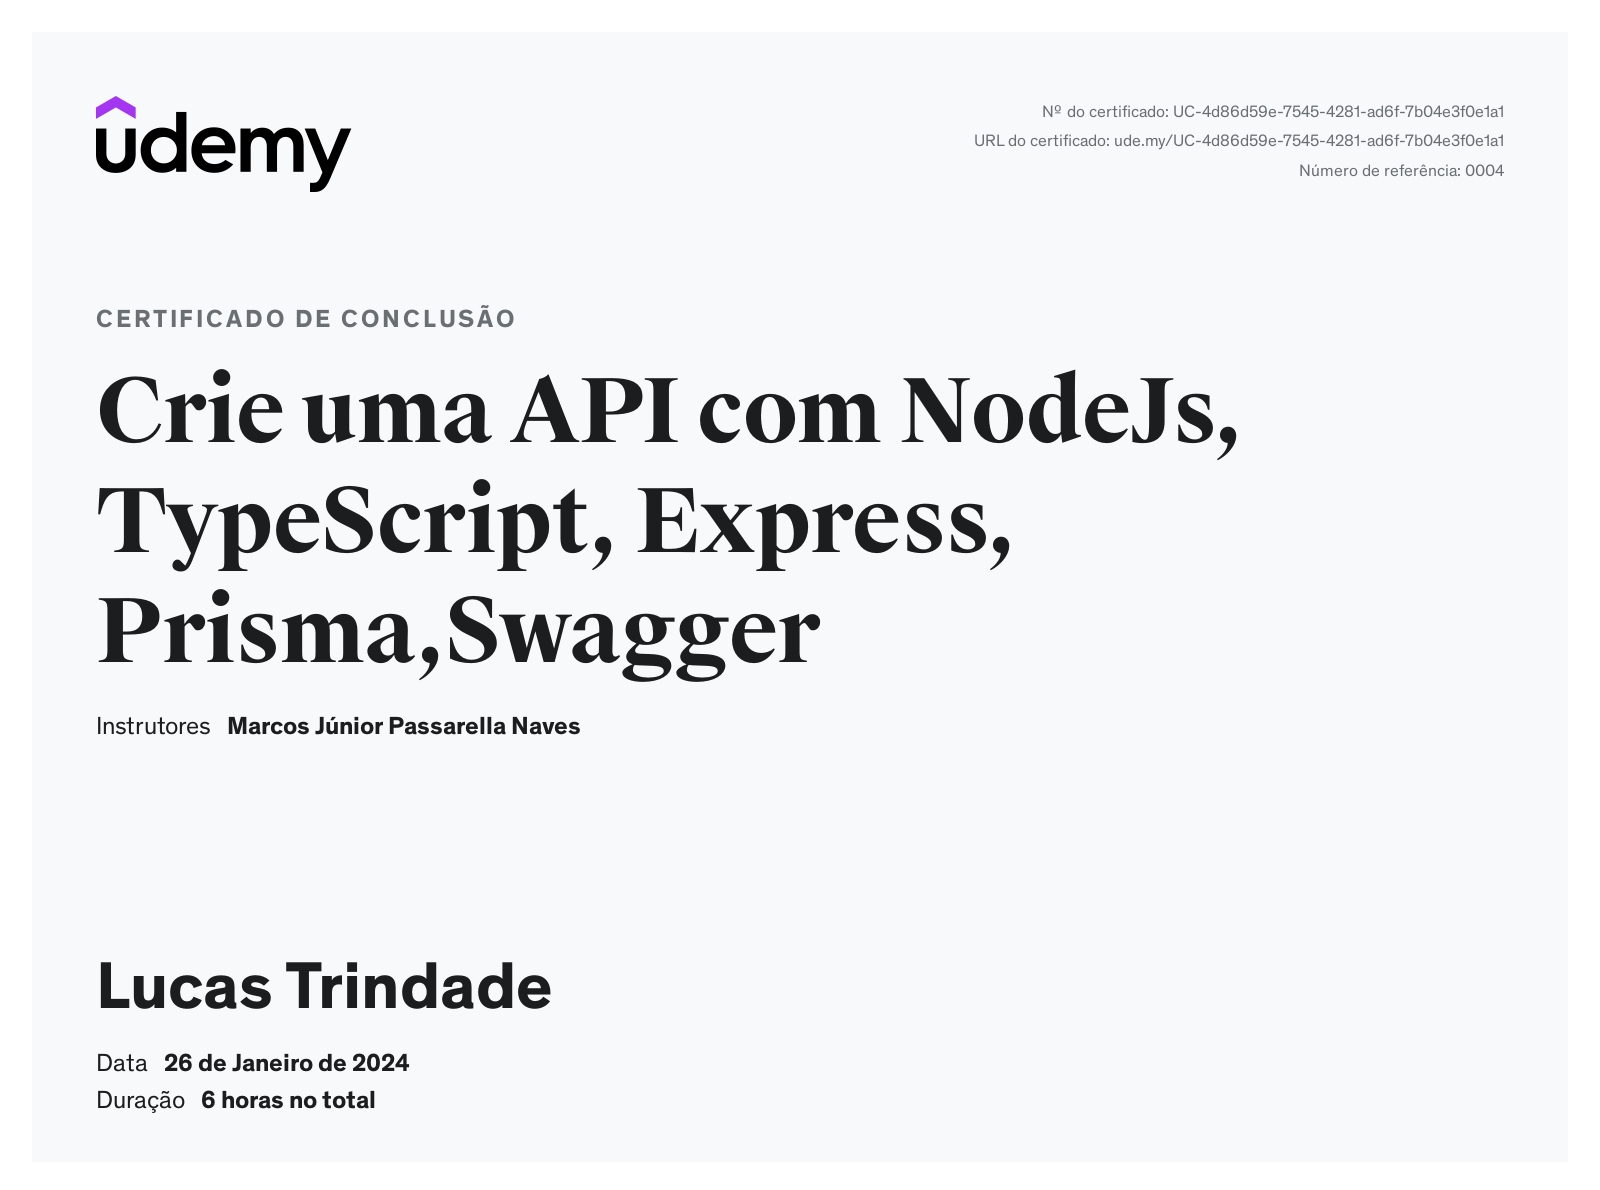 udemy
Nº do certificado: UC-4d86d59e-7545-4281-ad6f-7b04e3f0e1a1
URL do certificado: ude.my/UC-4d86d59e-7545-4281-ad6f-7b04e3f0e1a1
Número de referência: 0004
CERTIFICADO DE CONCLUSÃO
Crie uma API com NodeJs,
TypeScript, Express,
Prisma,Swagger
Instrutores Marcos Júnior Passarella Naves
Lucas Trindade
Data 26 de Janeiro de 2024
Duração 6 horas no total